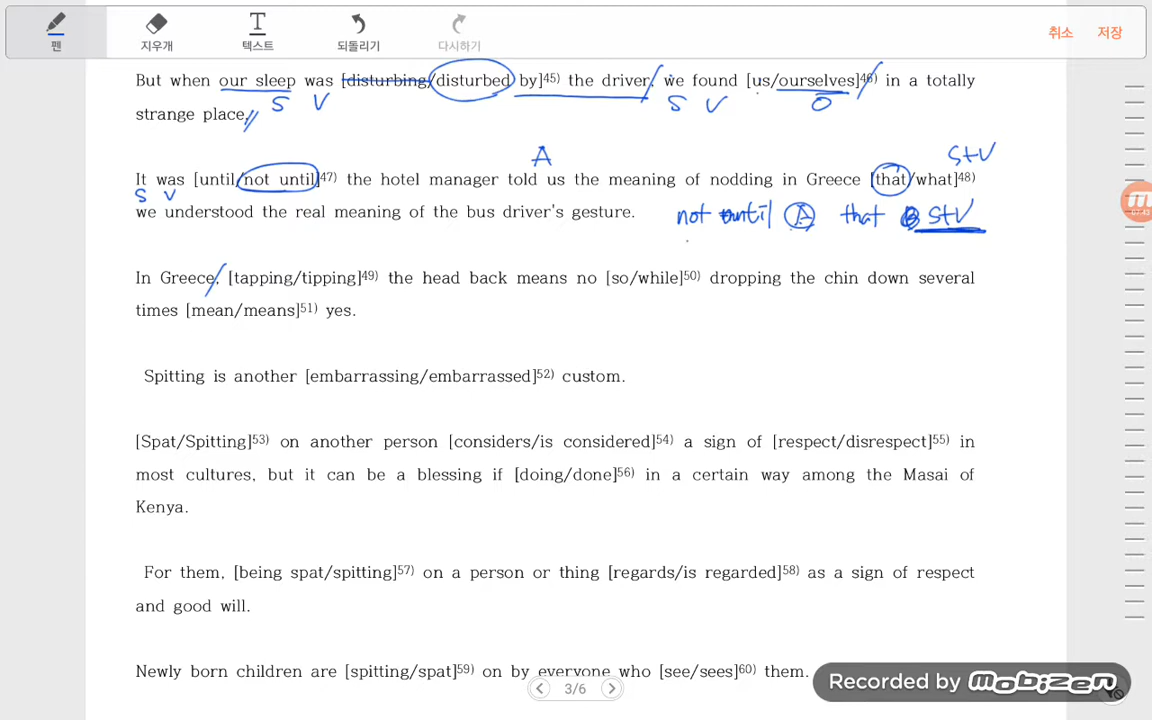 펜 지우개 텍스트 되돌리기 다시하기 취소 저장
But when our sleep was [disturbing/disturbed by]45) the driver, we found [us/ourselves]46) in a totally
S V S V O
strange place.
A S+V
It was [until/not until]47) the hotel manager told us the meaning of nodding in Greece [that/what]48)
S V
we understood the real meaning of the bus driver's gesture. not until A that B S+V
In Greece, [tapping/tipping]49) the head back means no [so/while]50) dropping the chin down several
times [mean/means]51) yes.
Spitting is another [embarrassing/embarrassed]52) custom.
[Spat/Spitting]53) on another person [considers/is considered]54) a sign of [respect/disrespect]55) in
most cultures, but it can be a blessing if [doing/done]56) in a certain way among the Masai of
Kenya.
For them, [being spat/spitting]57) on a person or thing [regards/is regarded]58) as a sign of respect
and good will.
Newly born children are [spitting/spat]59) on by everyone who [see/sees]60) them.
3/6
Recorded by mobizen